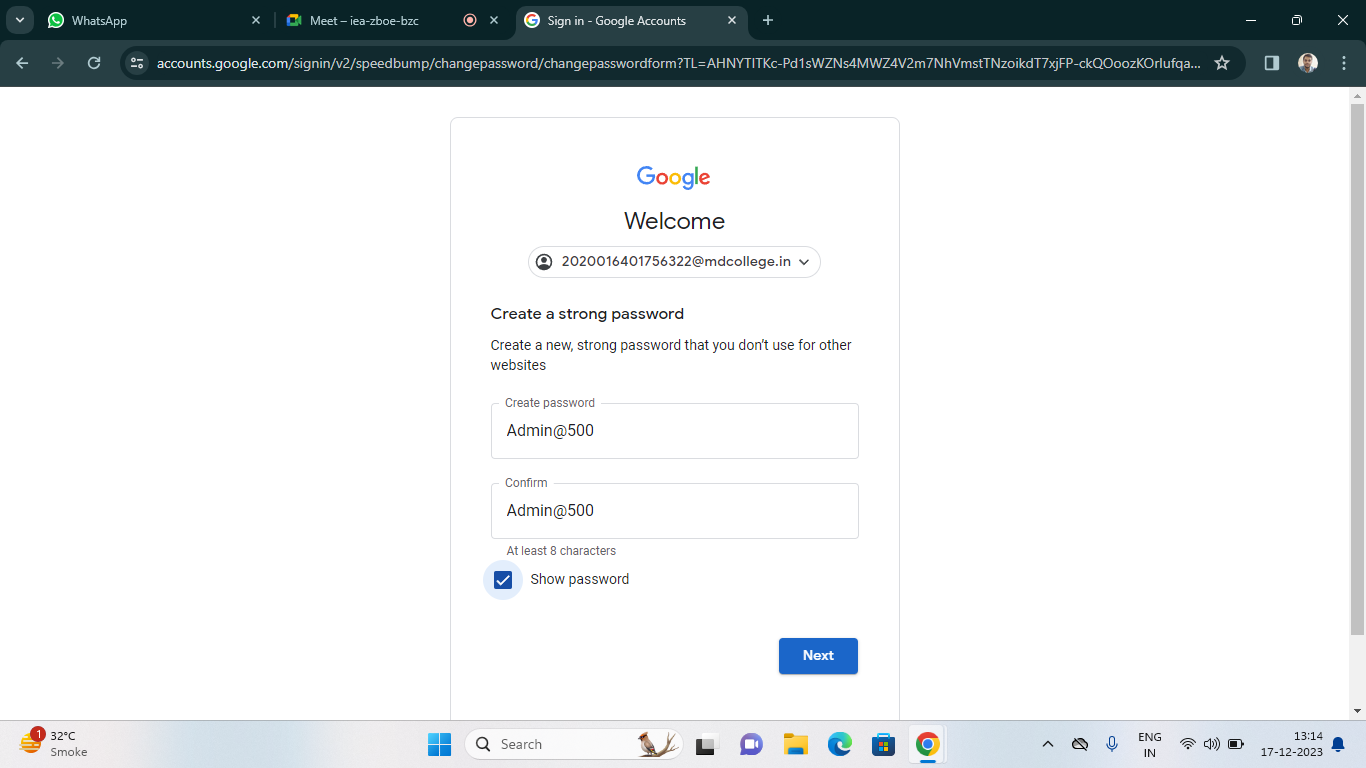 WhatsApp
Meet – iea-zboe-bzc
Sign in - Google Accounts
accounts.google.com/signin/v2/speedbump/changepassword/changepasswordform?TL=AHNYTITKc-Pd1sWZNs4MWZ4V2m7NhVmstTNzoikdT7xjFP-ckQOoozKOrIufqa...
Google
Welcome
2020016401756322@mdcollege.in
Create a strong password
Create a new, strong password that you don't use for other
websites
Create password
Admin@500
Confirm
Admin@500
At least 8 characters
Show password
Next
1
32°C
Smoke
Search
ENG
IN
13:14
17-12-2023